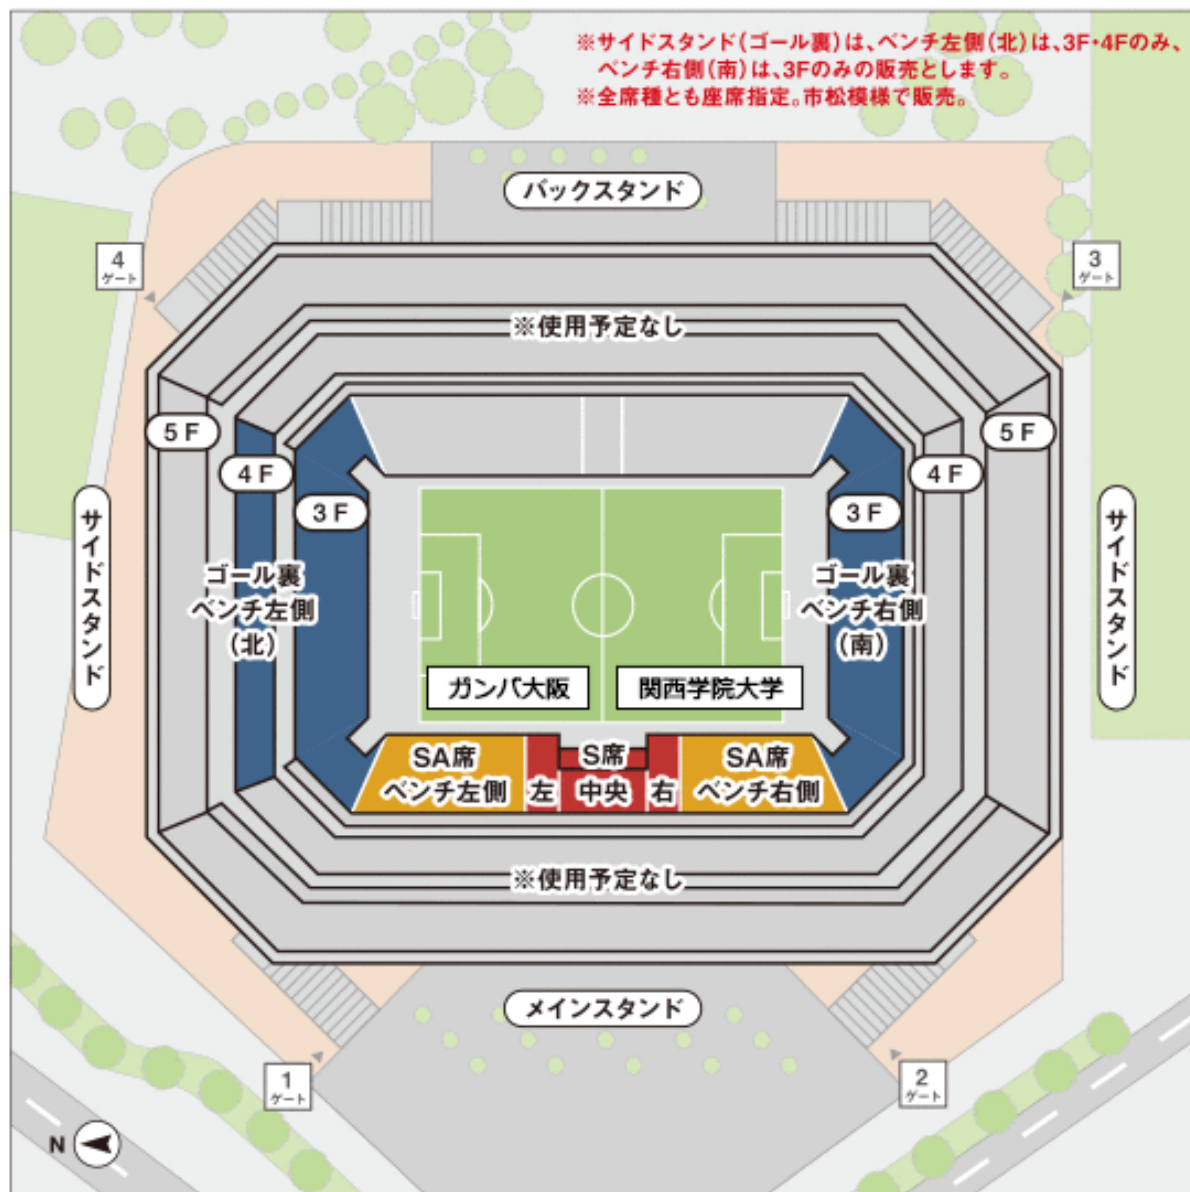 ※サイドスタンド(ゴール裏)は、ベンチ左側(北)は、3F・4Fのみ、
ベンチ右側(南)は、3Fのみの販売とします。
※全席種とも座席指定。市松模様で販売。
バックスタンド
4
ゲート
3
ゲート
※使用予定なし
5F
5F
4F
4F
3F
3F
サイドスタンド
サイドスタンド
ゴール裏
ベンチ左側
(北)
ゴール裏
ベンチ右側
(南)
ガンバ大阪
関西学院大学
SA席
ベンチ左側
左
S席
中央
右
SA席
ベンチ右側
※使用予定なし
メインスタンド
1
ゲート
2
ゲート
N